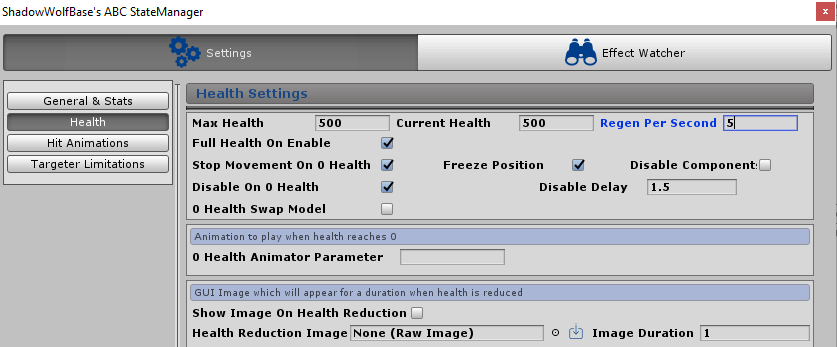 ShadowWolfBase's ABC StateManager
Settings
Effect Watcher
General & Stats
Health
Hit Animations
Targeter Limitations
Health Settings
Max Health 500 Current Health 500 Regen Per Second 5
Full Health On Enable
Stop Movement On 0 Health Freeze Position Disable Component:
Disable On 0 Health Disable Delay 1.5
0 Health Swap Model
Animation to play when health reaches 0
0 Health Animator Parameter
GUI Image which will appear for a duration when health is reduced
Show Image On Health Reduction
Health Reduction Image None (Raw Image) Image Duration 1